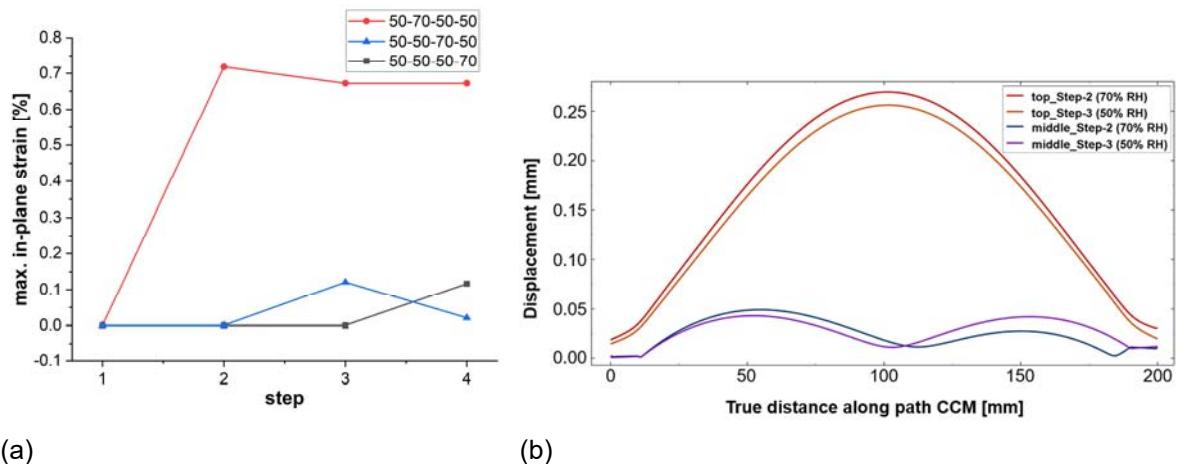 50-70-50-50
50-50-70-50
50-50-50-70
0.8
0.7
0.6
0.5
0.4
0.3
0.2
0.1
0.0
-0.1
max. in-plane strain [%]
1 2 3 4
step
(a)
top_Step-2 (70% RH)
top_Step-3 (50% RH)
middle_Step-2 (70% RH)
middle_Step-3 (50% RH)
0.25
0.20
0.15
0.10
0.05
0.00
Displacement [mm]
0 50 100 150 200
True distance along path CCM [mm]
(b)